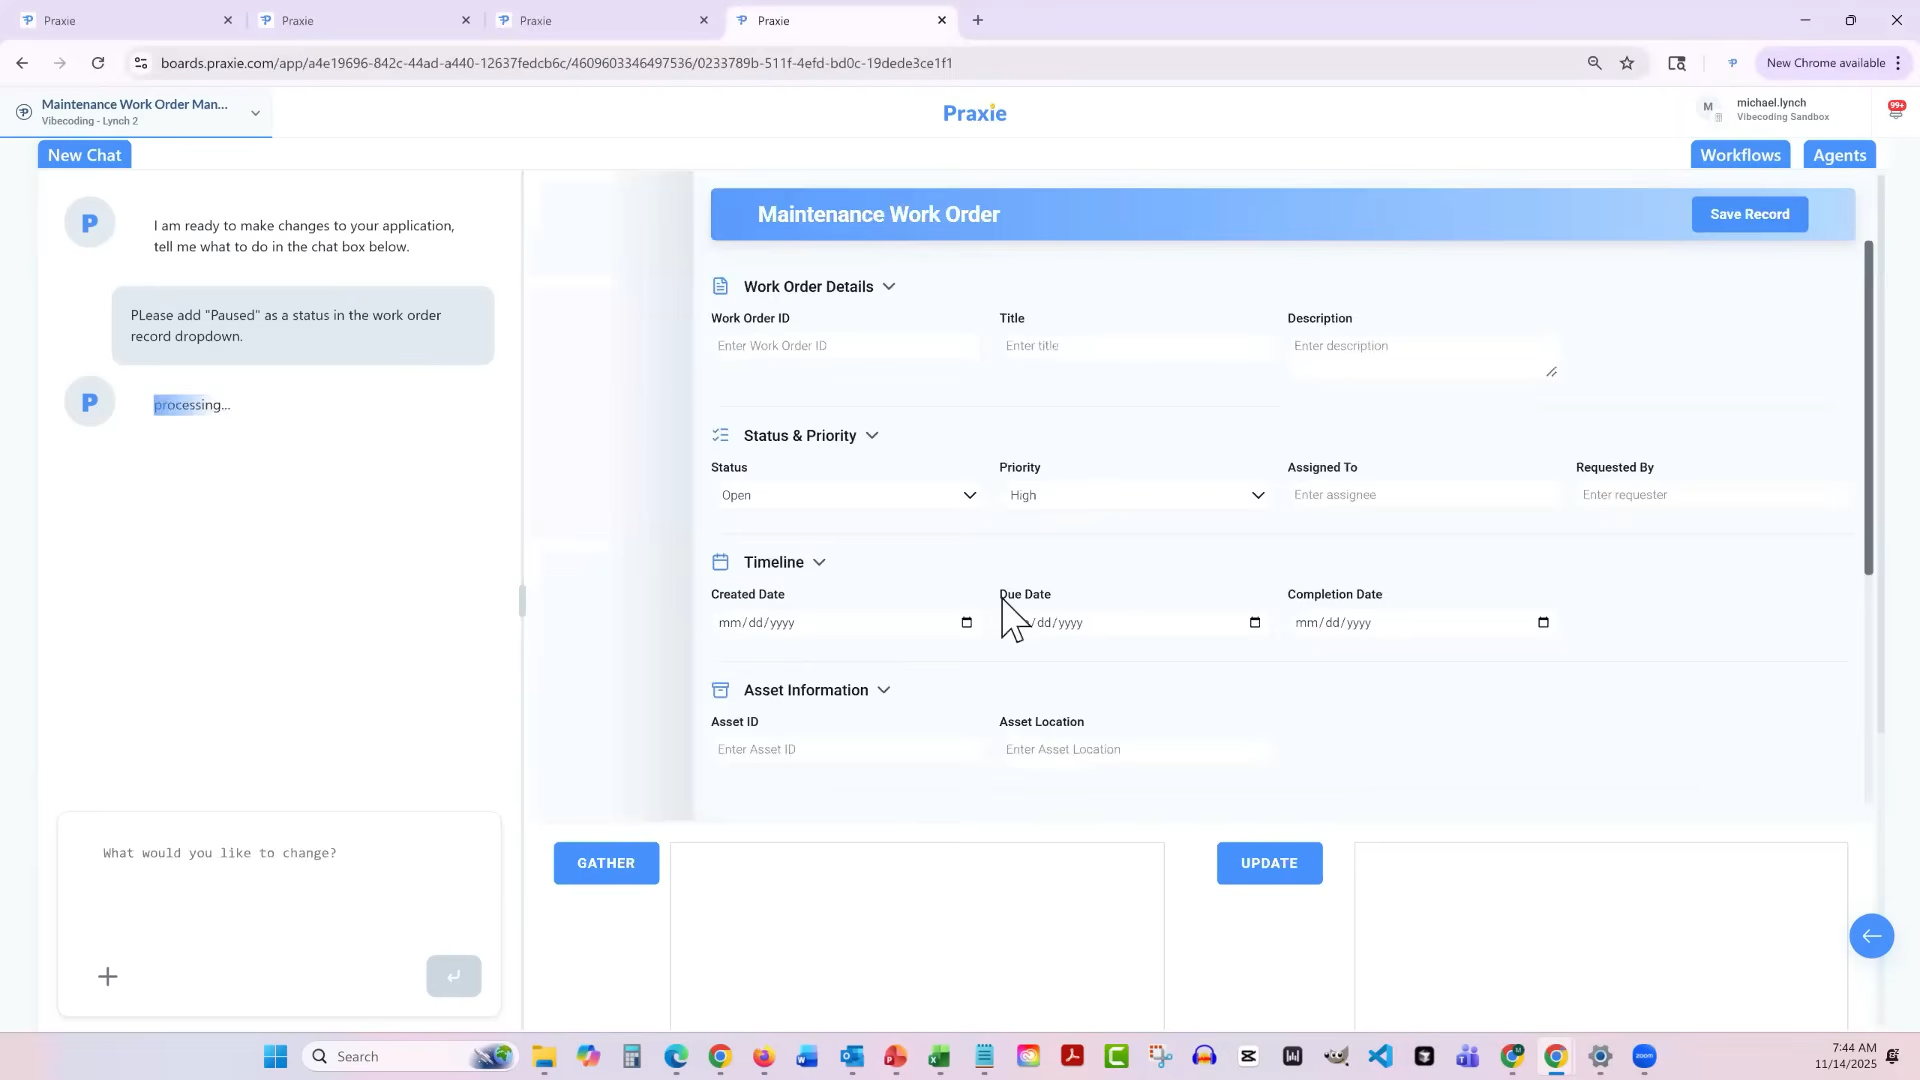 Praxie
Praxie
Praxie
Praxie
boards.praxie.com/app/a4e19696-842c-44ad-a440-12637fedcb6c/4609603346497536/0233789b-511f-4efd-bd0c-19dede3ce1f1
New Chrome available
Maintenance Work Order Man...
Vibecoding - Lynch 2
Praxie
M
michael.lynch
Vibecoding Sandbox
99+
New Chat
Workflows
Agents
P
I am ready to make changes to your application,
tell me what to do in the chat box below.
PLease add "Paused" as a status in the work order
record dropdown.
P
processing...
What would you like to change?
Maintenance Work Order
Save Record
Work Order Details
Work Order ID
Title
Description
Enter Work Order ID
Enter title
Enter description
Status & Priority
Status
Priority
Assigned To
Requested By
Open
High
Enter assignee
Enter requester
Timeline
Created Date
Due Date
Completion Date
mm/dd/yyyy
/dd/yyyy
mm/dd/yyyy
Asset Information
Asset ID
Asset Location
Enter Asset ID
Enter Asset Location
GATHER
UPDATE
Search
zoom
7:44 AM
11/14/2025